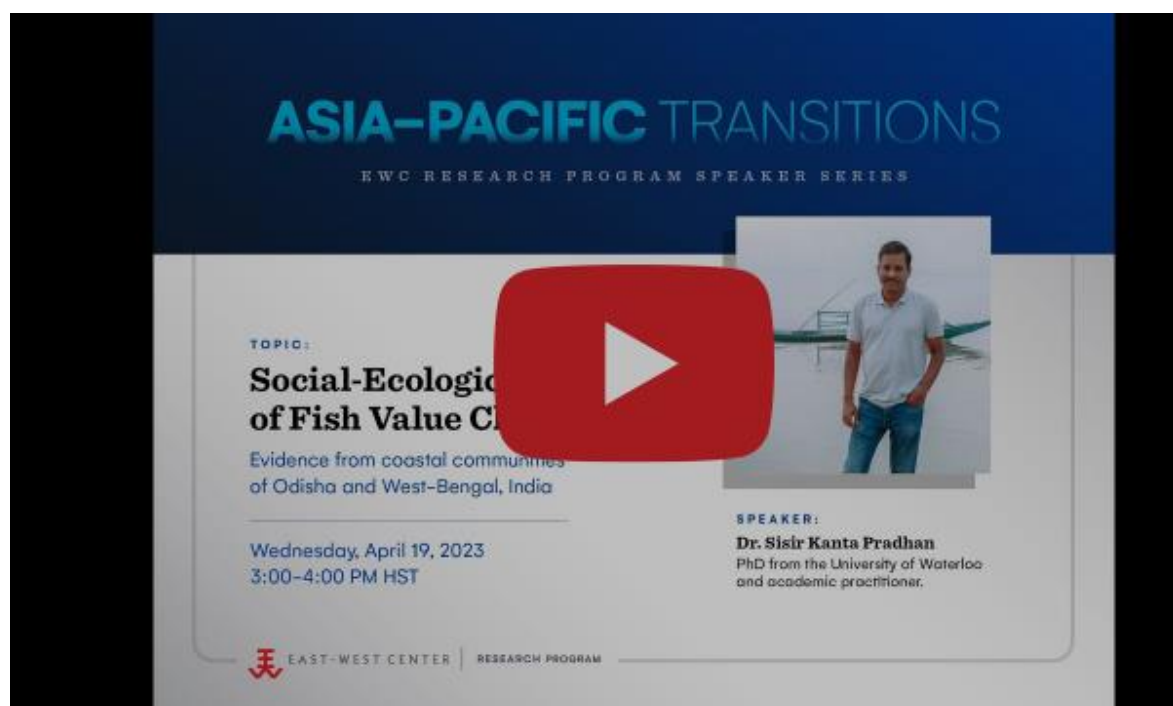 ASIA–PACIFIC TRANSITIONS
EWC RESEARCH PROGRAM SPEAKER SERIES
TOPIC:
Social-Ecologic
of Fish Value C
Evidence from coastal communities
of Odisha and West-Bengal, India
Wednesday, April 19, 2023
3:00–4:00 PM HST
SPEAKER:
Dr. Sisir Kanta Pradhan
PhD from the University of Waterloo
and academic practitioner.
EAST-WEST CENTER | RESEARCH PROGRAM